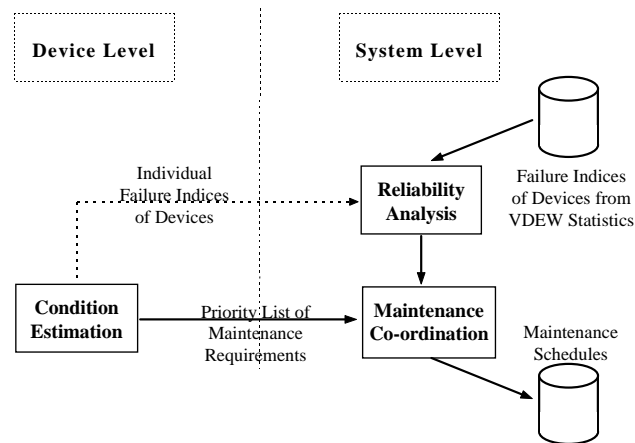 Device Level
System Level
Individual
Failure Indices
of Devices
Reliability
Analysis
Failure Indices
of Devices from
VDEW Statistics
Condition
Estimation
Priority List of
Maintenance
Requirements
Maintenance
Co-ordination
Maintenance
Schedules